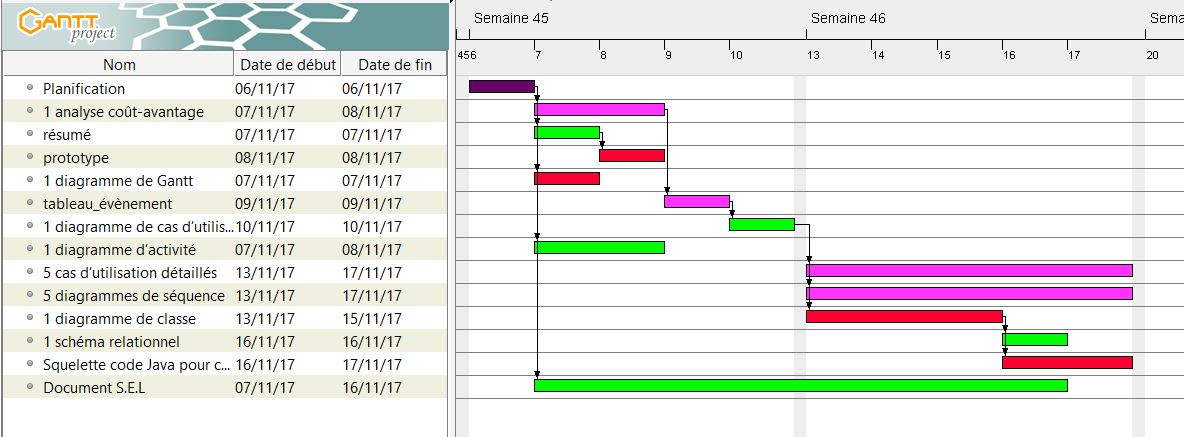 GANTT
project
Semaine 45 Semaine 46 Sema
456 7 8 9 10 13 14 15 16 17 20
Nom Date de début Date de fin
Planification 06/11/17 06/11/17
1 analyse coût-avantage 07/11/17 08/11/17
résumé 07/11/17 07/11/17
prototype 08/11/17 08/11/17
1 diagramme de Gantt 07/11/17 07/11/17
tableau_évènement 09/11/17 09/11/17
1 diagramme de cas d'utilis... 10/11/17 10/11/17
1 diagramme d'activité 07/11/17 08/11/17
5 cas d'utilisation détaillés 13/11/17 17/11/17
5 diagrammes de séquence 13/11/17 17/11/17
1 diagramme de classe 13/11/17 15/11/17
1 schéma relationnel 16/11/17 16/11/17
Squelette code Java pour c... 16/11/17 17/11/17
Document S.E.L 07/11/17 16/11/17